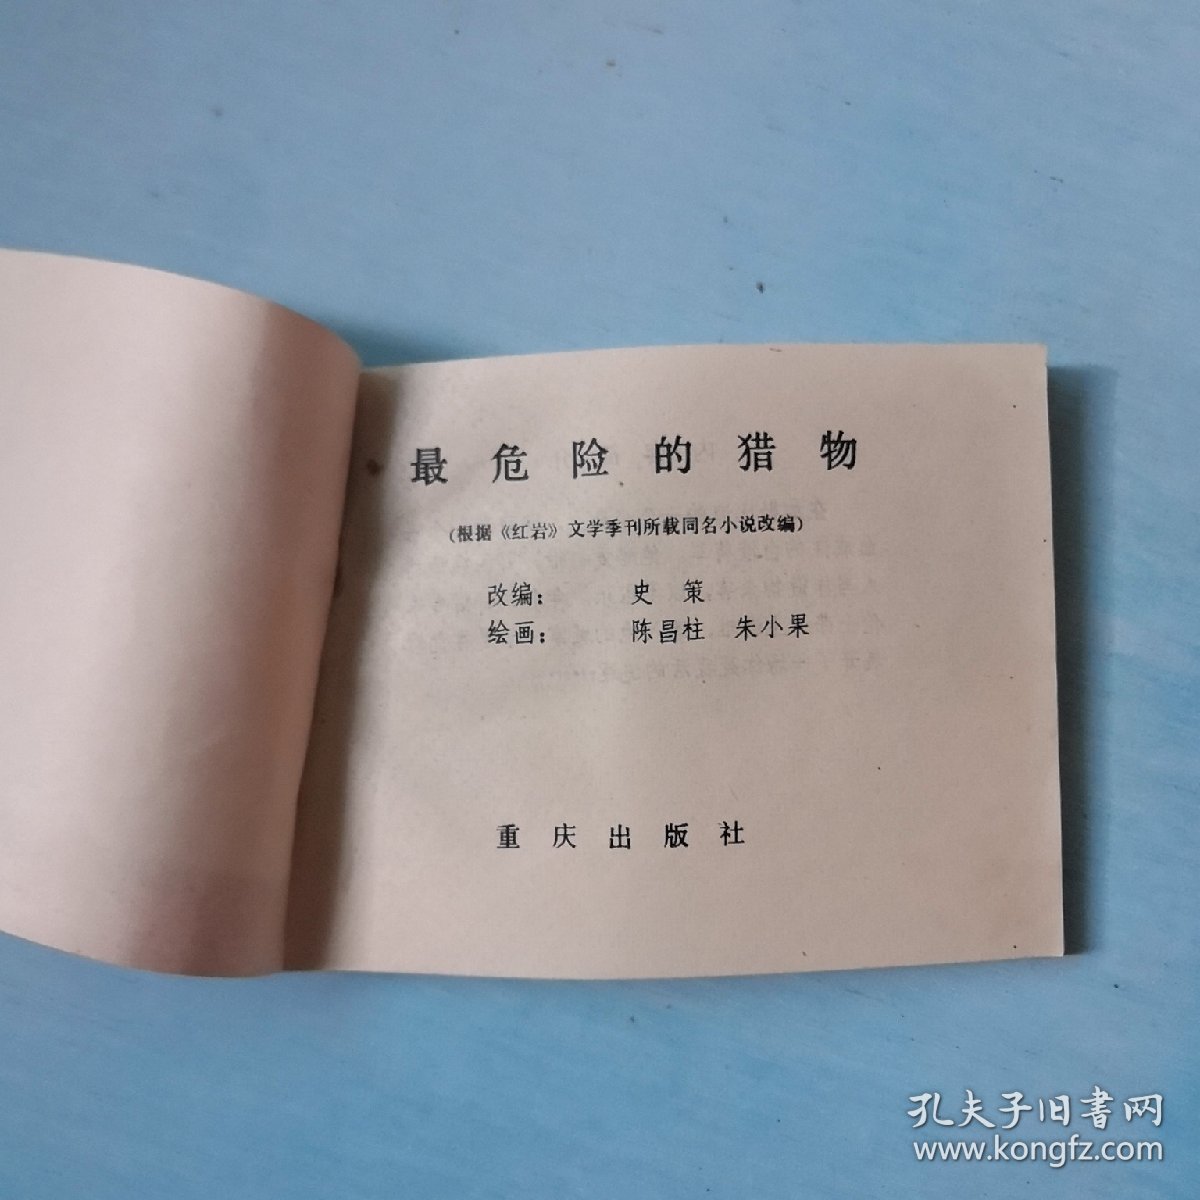 最危险的猎物
(根据《红岩》文学季刊所载同名小说改编)
改编: 史 策
绘画: 陈昌柱 朱小果
重庆出版社
孔夫子旧書网
www.kongfz.com